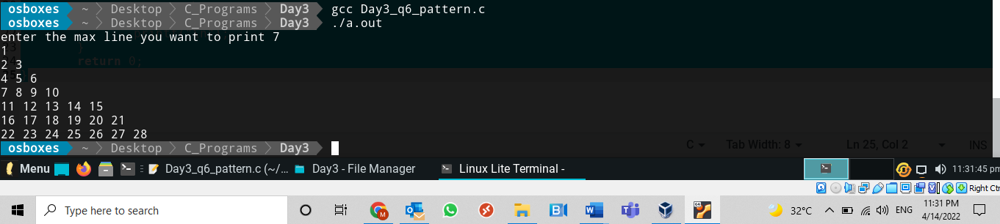 osboxes ~ Desktop C_Programs Day3 gcc Day3_q6_pattern.c
osboxes ~ Desktop C_Programs Day3 ./a.out
enter the max line you want to print 7
1
}
return 0;
2 3
4 5 6
7 8 9 10
11 12 13 14 15
16 17 18 19 20 21
22 23 24 25 26 27 28
osboxes ~ Desktop C_Programs Day3
C Tab Width: 8 Ln 25, Col 2 INS
Menu Day3_q6_pattern.c (~/... Day3 - File Manager Linux Lite Terminal - 11:31:45 pm
Right Ctr
Type here to search 32°C ENG 11:31 PM
4/14/2022